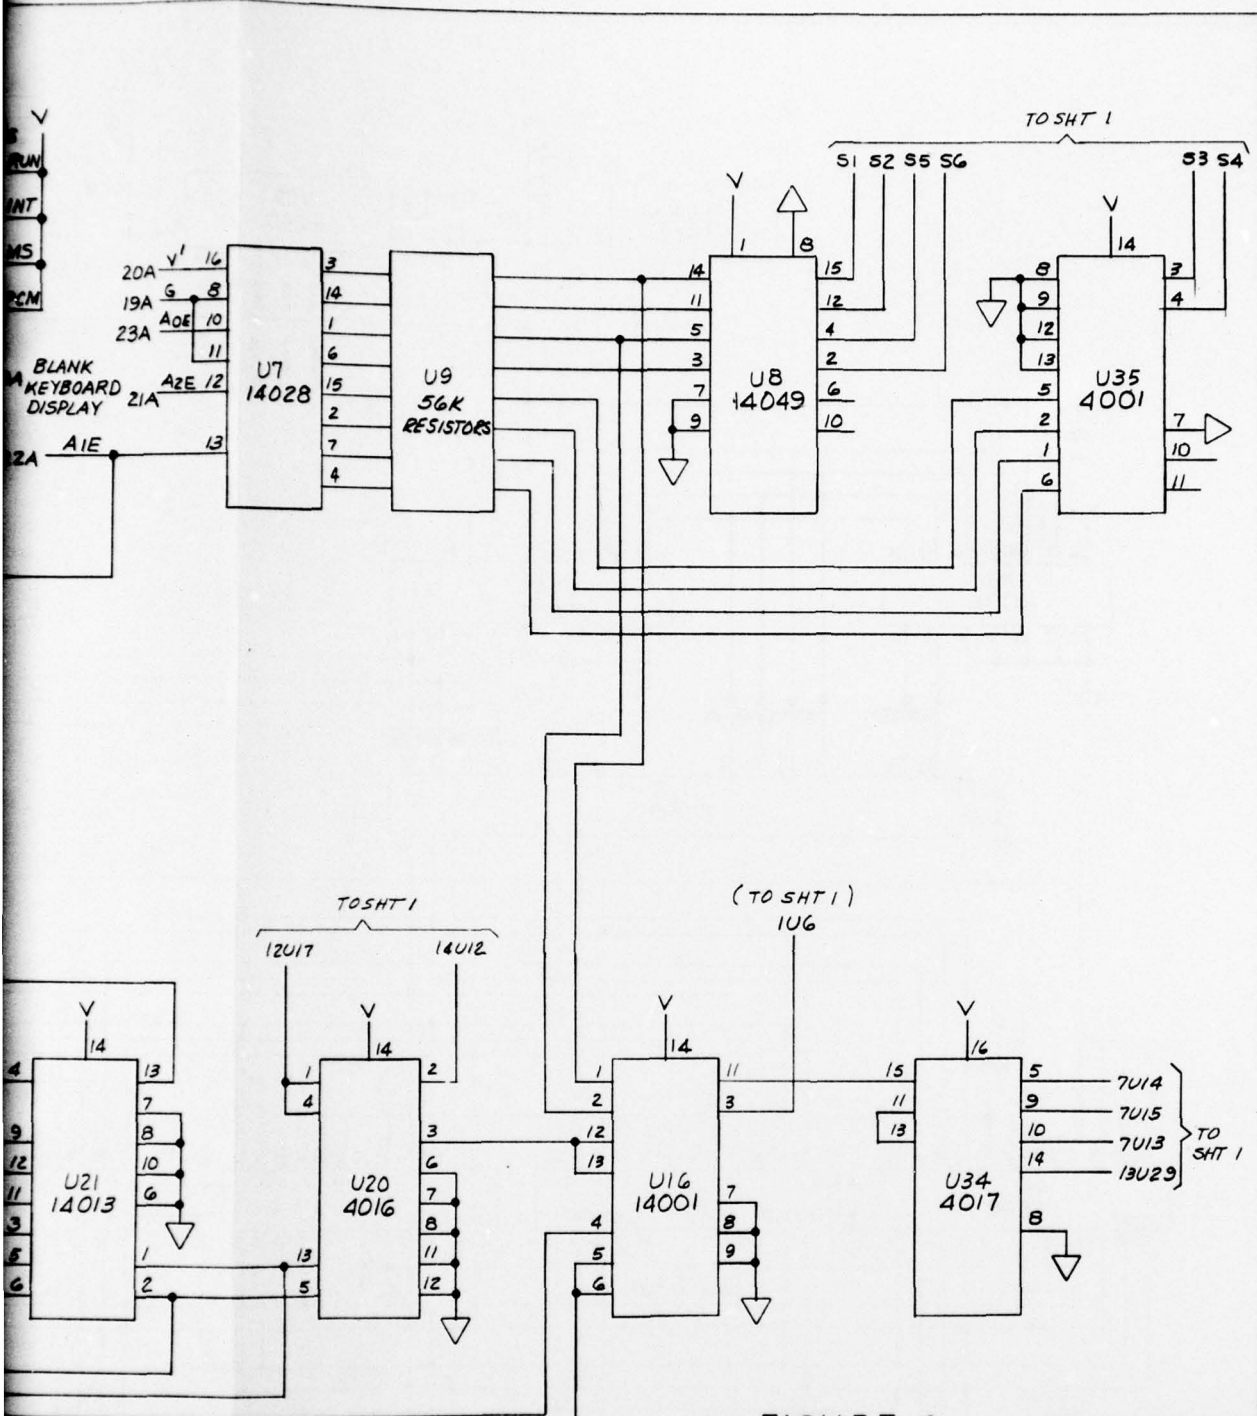 TO SHT 1
S1 S2 S5 S6
S3 S4
V
RUN
INT
MS
PCM
V
1 8
V
14
20A V' 16
19A G 8
23A A0E 10
11
21A A2E 12
A1E 13
BLANK
KEYBOARD
DISPLAY
U7
14028
3
14
1
6
15
2
7
4
U9
56K
RESISTORS
14
11
5
3
7
9
U8
14049
15
12
4
2
6
10
8
9
12
13
5
2
1
6
U35
4001
3
4
7
10
11
TO SHT 1
12U17 14U12
(TO SHT 1)
1U6
V
14
4
9
12
11
3
5
6
U21
14013
13
7
8
10
6
1
2
V
14
1
4
13
5
U20
4016
2
3
6
7
8
11
12
V
14
1
2
12
13
4
5
6
U16
14001
11
3
7
8
9
V
16
15
11
13
U34
4017
5 7U14
9 7U15
10 7U13
14 13U29
8
TO
SHT 1